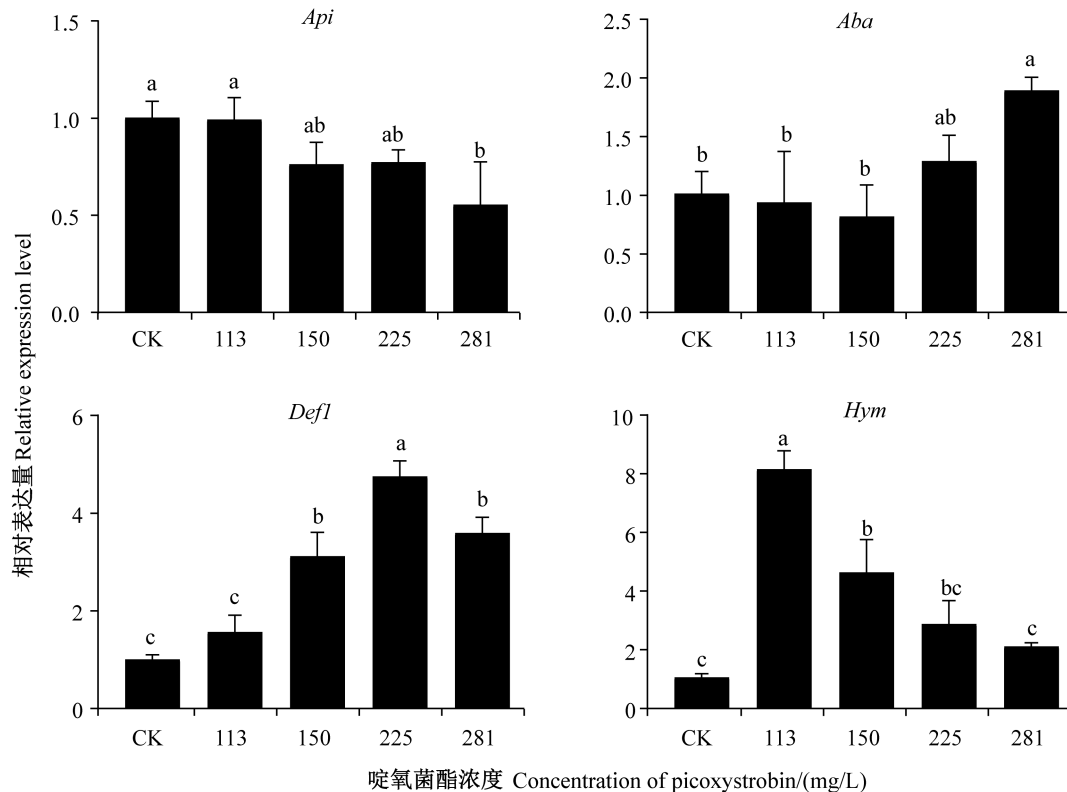 Api
1.5
1.0
0.5
0.0
a
a
ab
ab
b
CK
113
150
225
281
Aba
2.5
2.0
1.5
1.0
0.5
0.0
b
b
b
ab
a
CK
113
150
225
281
Def1
6
4
2
0
c
c
b
a
b
CK
113
150
225
281
Hym
10
8
6
4
2
0
c
a
b
bc
c
CK
113
150
225
281
相对表达量 Relative expression level
啶氧菌酯浓度 Concentration of picoxystrobin/(mg/L)